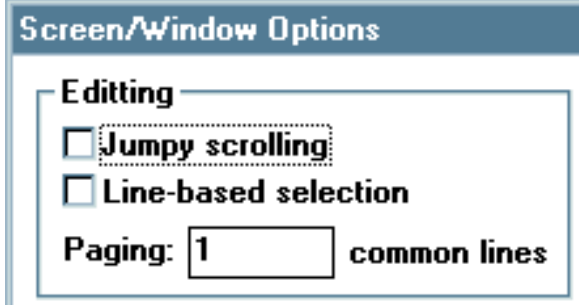 Screen/Window Options
Editting
Jumpy scrolling
Line-based selection
Paging: 1 common lines